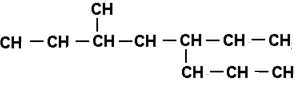 CH
CH – CH – CH – CH – CH – CH – CH
CH – CH – CH